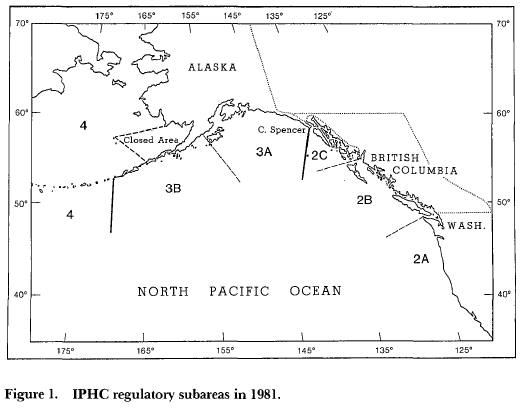 175° 165° 155° 145° 135° 125°
70° 70°
ALASKA
60° 60°
4
Closed Area
C. Spencer
3A
2C
BRITISH
COLUMBIA
3B
2B
50° 50°
4
WASH.
2A
40° 40°
NORTH PACIFIC OCEAN
175° 165° 155° 145° 135° 125°
Figure 1. IPHC regulatory subareas in 1981.